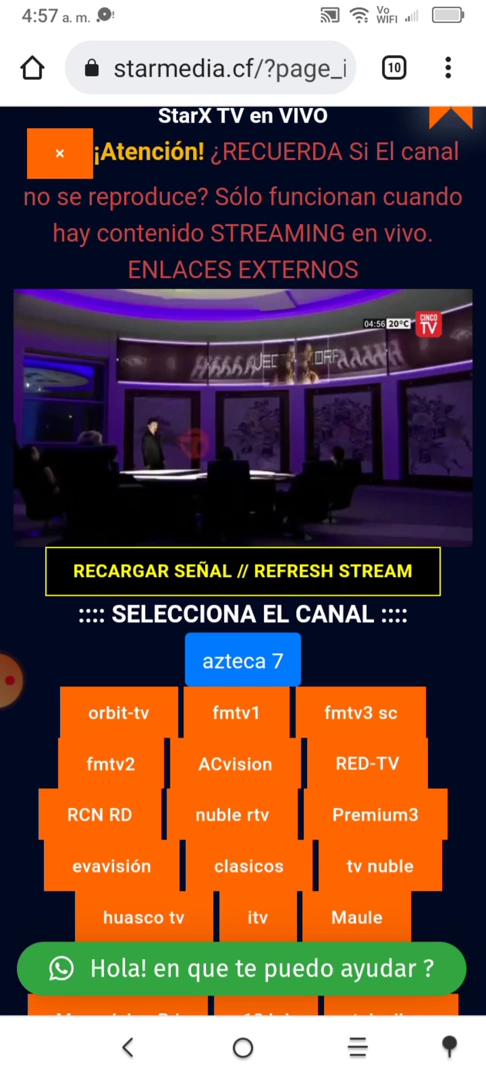 4:57 a. m.
Vo
WIFI
starmedia.cf/?page_i
10
StarX TV en VIVO
× ¡Atención! ¿RECUERDA Si El canal
no se reproduce? Sólo funcionan cuando
hay contenido STREAMING en vivo.
ENLACES EXTERNOS
04:56 20°C CINCO
TV
RECARGAR SEÑAL // REFRESH STREAM
:::: SELECCIONA EL CANAL ::::
azteca 7
orbit-tv fmtv1 fmtv3 sc
fmtv2 ACvision RED-TV
RCN RD nuble rtv Premium3
evavisión clasicos tv nuble
huasco tv itv Maule
Hola! en que te puedo ayudar ?